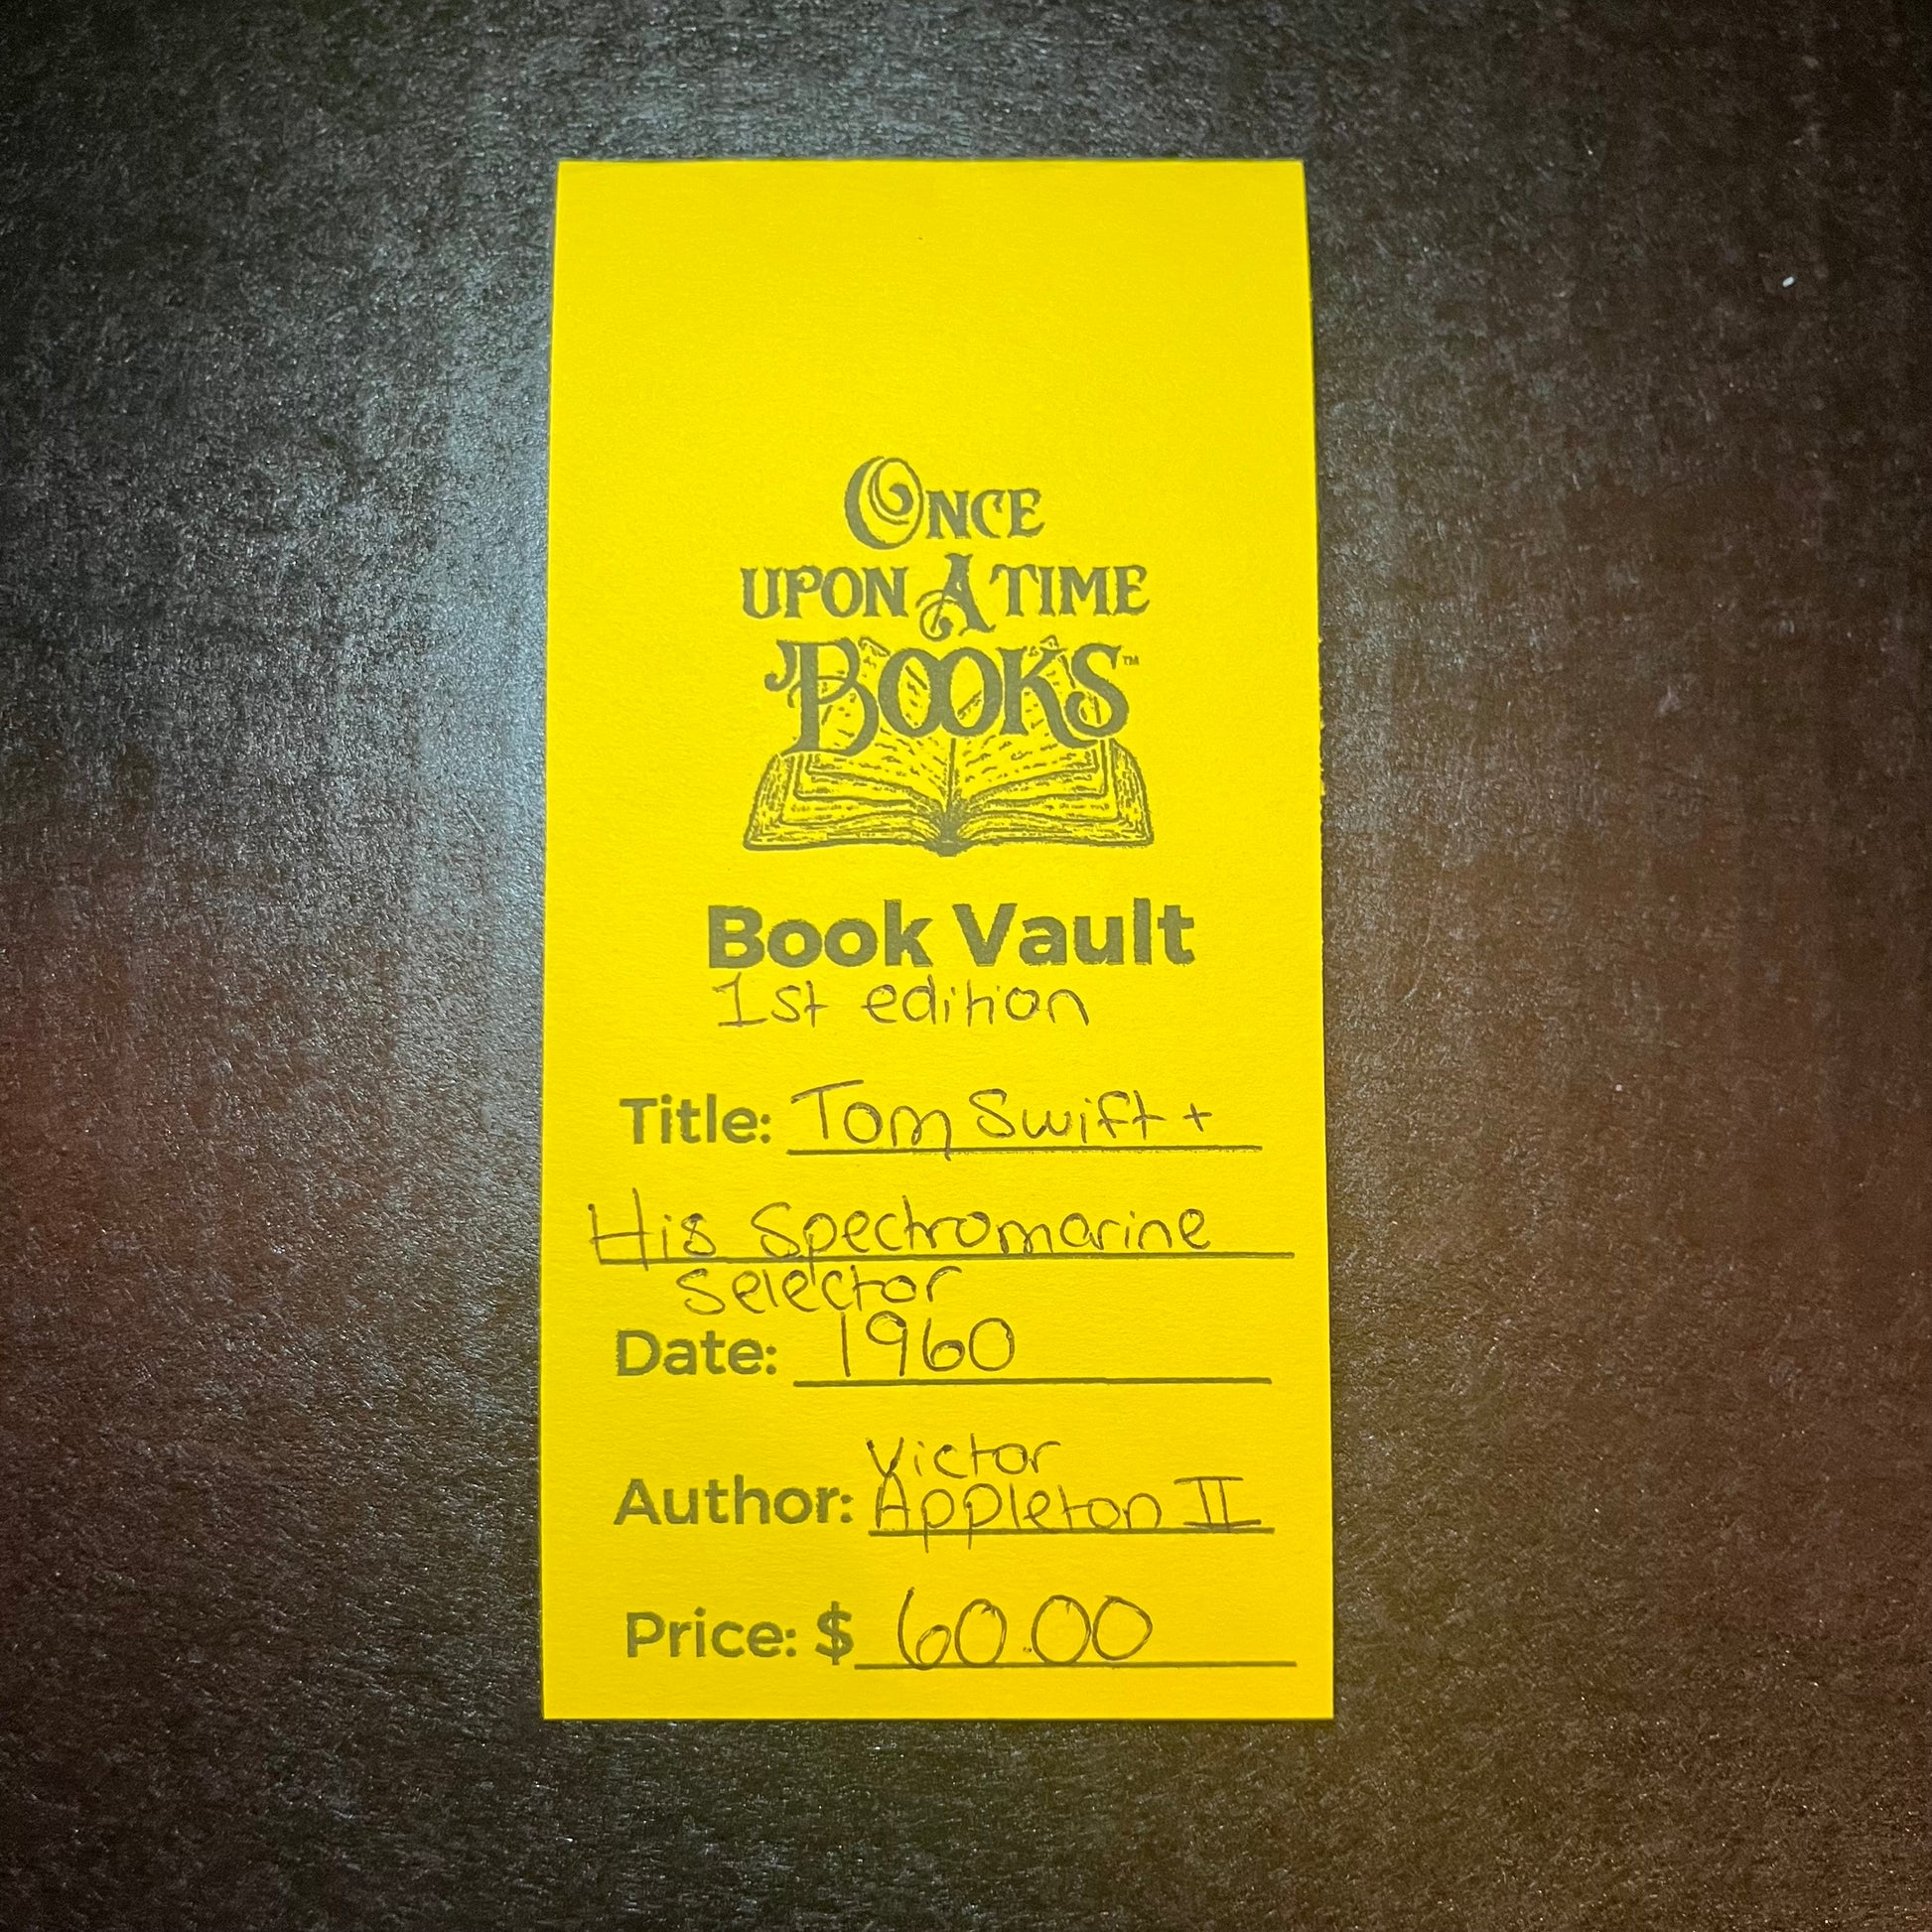 ONCE
UPON A TIME
BOOKS™
Book Vault
1st edition
Title: Tom Swift +
His Spectromarine
Selector
Date: 1960
Victor
Author: Appleton II
Price: $ 60.00